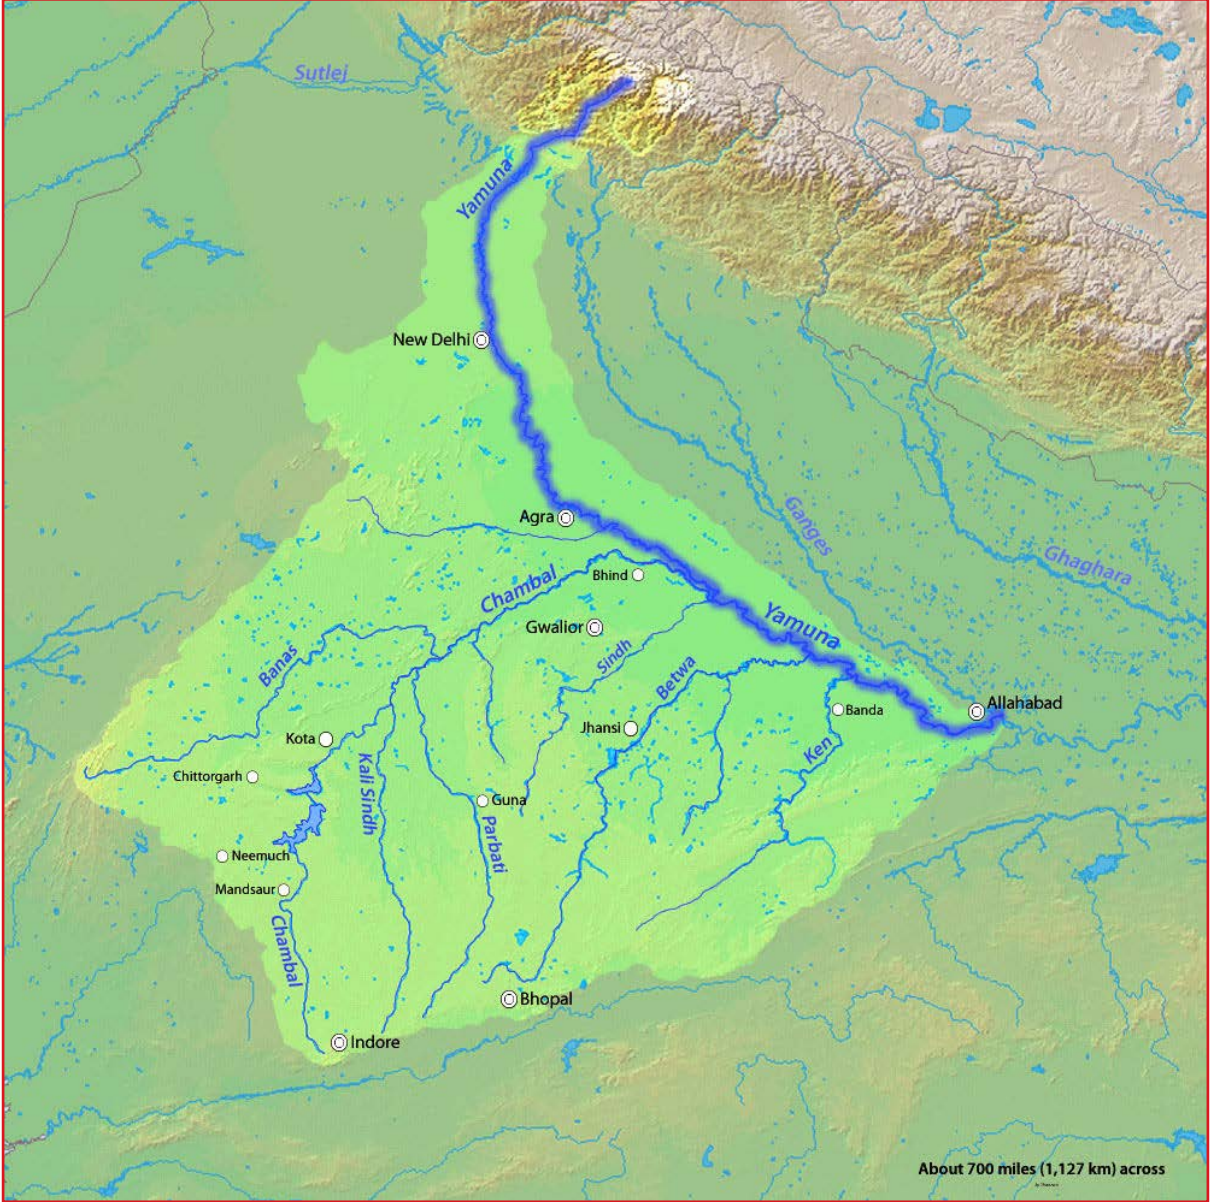 Sutlej
Yamuna
New Delhi
Agra
Ganges
Ghaghara
Chambal
Bhind
Yamuna
Gwalior
Sindh
Banas
Betwa
Allahabad
Banda
Jhansi
Kota
Ken
Chittorgarh
Kali Sindh
Guna
Parbati
Neemuch
Mandsaur
Chambal
Bhopal
Indore
About 700 miles (1,127 km) across